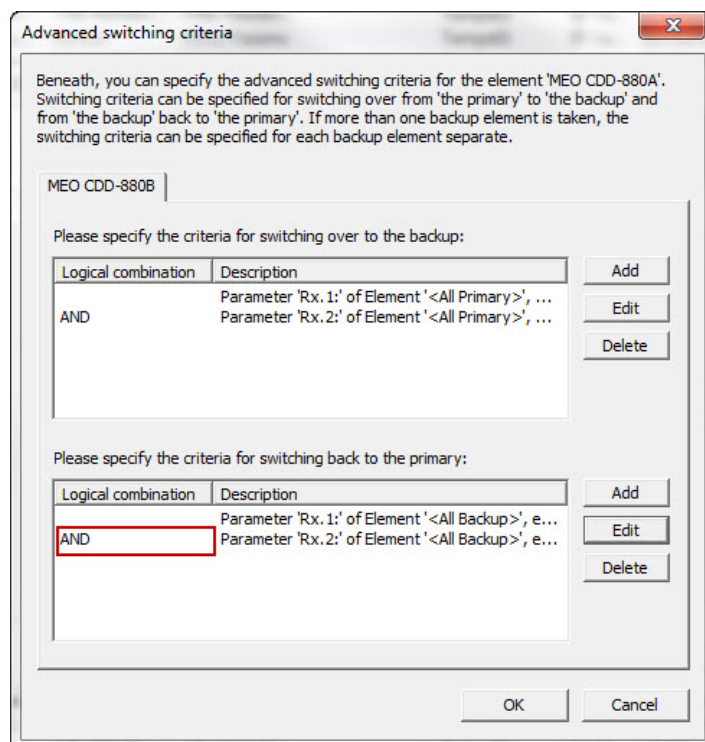 Advanced switching criteria
Beneath, you can specify the advanced switching criteria for the element 'MEO CDD-880A'.
Switching criteria can be specified for switching over from 'the primary' to 'the backup' and
from 'the backup' back to 'the primary'. If more than one backup element is taken, the
switching criteria can be specified for each backup element separate.
MEO CDD-880B
Please specify the criteria for switching over to the backup:
Logical combination Description Add
Parameter 'Rx.1:' of Element '<All Primary>', ...
AND Parameter 'Rx.2:' of Element '<All Primary>', ... Edit
Delete
Please specify the criteria for switching back to the primary:
Logical combination Description Add
Parameter 'Rx.1:' of Element '<All Backup>', e...
AND Parameter 'Rx.2:' of Element '<All Backup>', e... Edit
Delete
OK Cancel